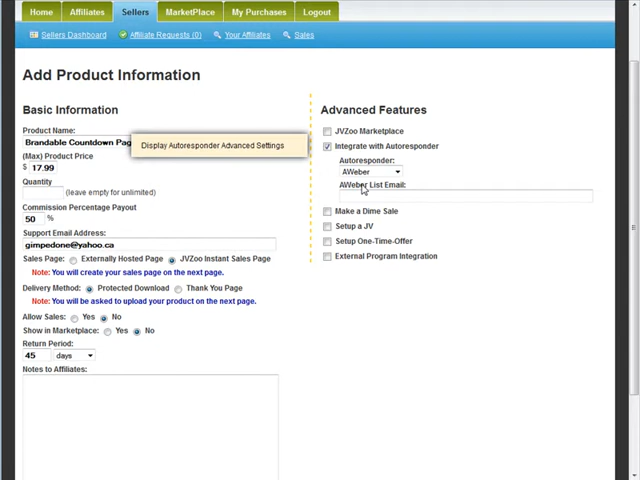 Home Affiliates Sellers MarketPlace My Purchases Logout
Sellers Dashboard Affiliate Requests (0) Your Affiliates Sales
Add Product Information
Basic Information
Product Name:
Brandable Countdown Pag
Display Autoresponder Advanced Settings
(Max) Product Price
$ 17.99
Quantity
(leave empty for unlimited)
Commission Percentage Payout
50 %
Support Email Address:
gimpedone@yahoo.ca
Sales Page: Externally Hosted Page JVZoo Instant Sales Page
Note: You will create your sales page on the next page.
Delivery Method: Protected Download Thank You Page
Note: You will be asked to upload your product on the next page.
Allow Sales: Yes No
Show in Marketplace: Yes No
Return Period:
45 days
Notes to Affiliates:
Advanced Features
JVZoo Marketplace
Integrate with Autoresponder
Autoresponder:
AWeber
AWeber List Email:
Make a Dime Sale
Setup a JV
Setup One-Time-Offer
External Program Integration